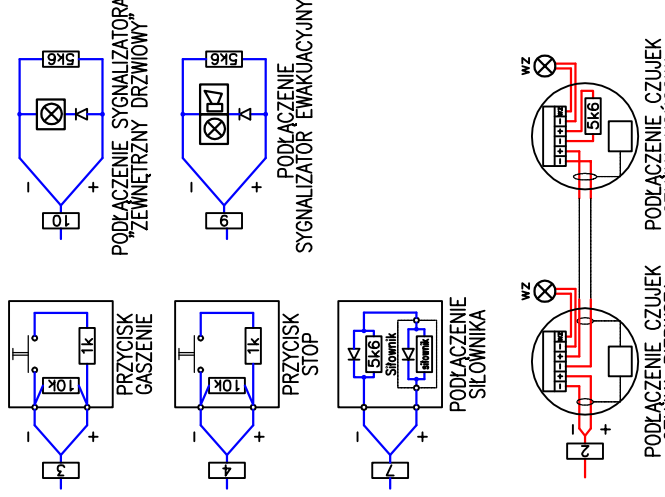 5k6
10
PODŁĄCZENIE SYGNALIZATORA
"ZEWNĘTRZNY DRZWIOWY"
5k6
9
PODŁĄCZENIE
SYGNALIZATOR EWAKUACYJNY
WZ
5k6
PODŁĄCZENIE CZUJEK
1k
10k
3
PRZYCISK
GASZENIE
1k
10k
4
PRZYCISK
STOP
5k6
Siłownik
siłownik
7
PODŁĄCZENIE
SIŁOWNIKA
WZ
2
PODŁĄCZENIE CZUJEK